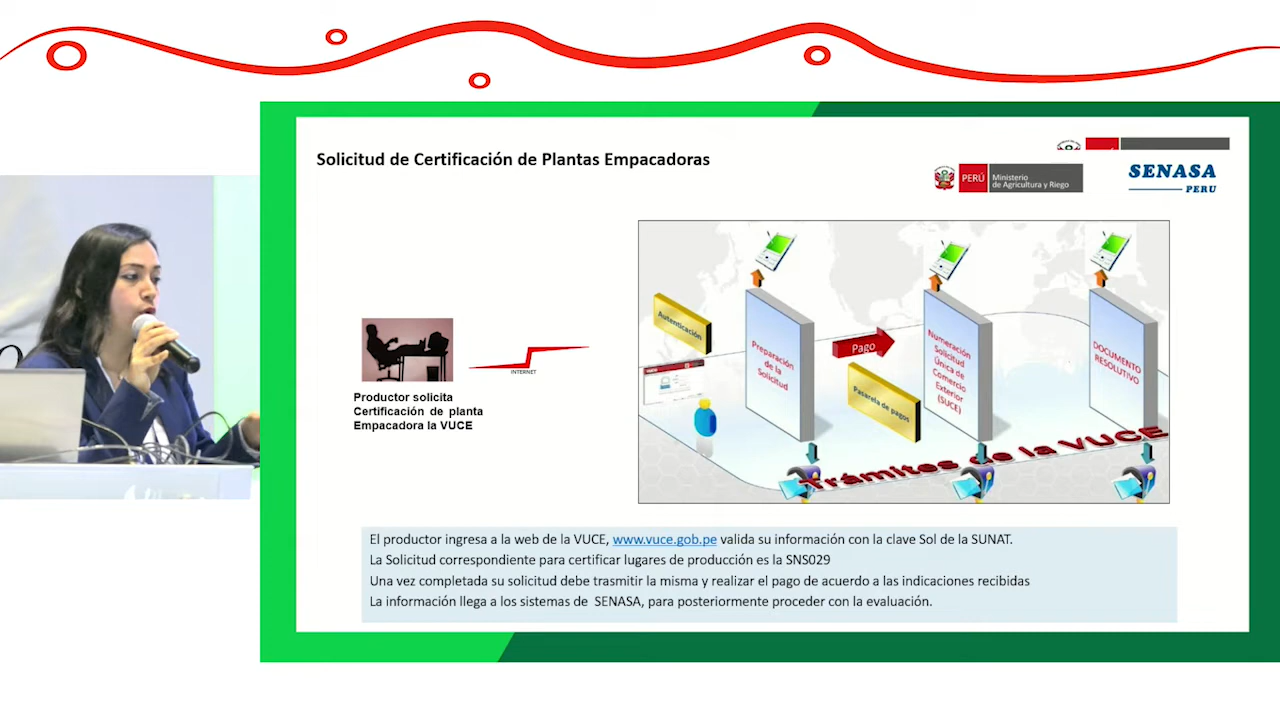 Solicitud de Certificación de Plantas Empacadoras
PERÚ
Ministerio
de Agricultura y Riego
SENASA
PERU
Autenticación
Preparación
de la
Solicitud
Pago
Pasarela de pagos
Numeración
Solicitud
Única de
Comercio
Exterior
(SUCE)
DOCUMENTO
RESOLUTIVO
Trámites de la VUCE
INTERNET
Productor solicita
Certificación de planta
Empacadora la VUCE
El productor ingresa a la web de la VUCE, www.vuce.gob.pe valida su información con la clave Sol de la SUNAT.
La Solicitud correspondiente para certificar lugares de producción es la SNS029
Una vez completada su solicitud debe trasmitir la misma y realizar el pago de acuerdo a las indicaciones recibidas
La información llega a los sistemas de SENASA, para posteriormente proceder con la evaluación.